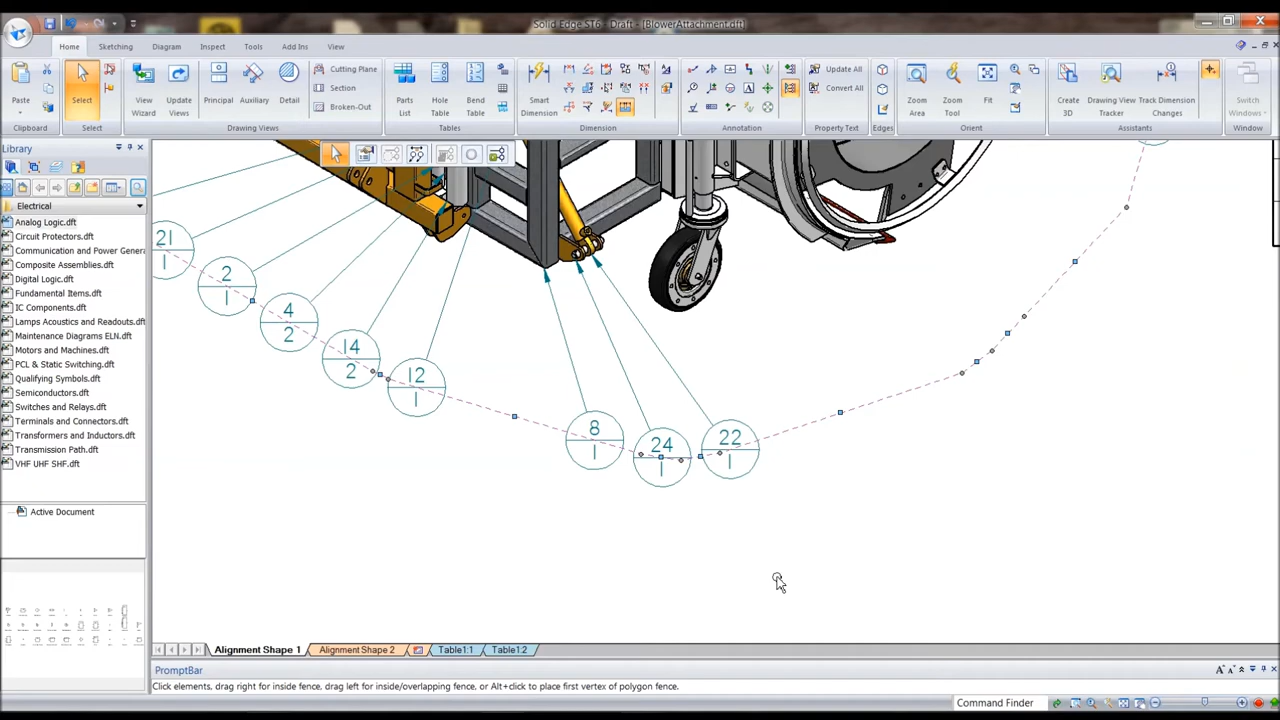 Solid Edge ST6 - Draft - [BlowerAttachment.dft]
Home Sketching Diagram Inspect Tools Add Ins View
Paste
Clipboard
Select
Select
View Wizard
Update Views
Principal
Auxiliary
Detail
Cutting Plane
Section
Broken-Out
Drawing Views
Parts List
Hole Table
Bend Table
Tables
Smart Dimension
Dimension
Annotation
Update All
Convert All
Property Text
Edges
Zoom Area
Zoom Tool
Fit
Orient
Create 3D
Drawing View Tracker
Track Dimension Changes
Assistants
Switch Windows
Window
Library
Electrical
Analog Logic.dft
Circuit Protectors.dft
Communication and Power Genera
Composite Assemblies.dft
Digital Logic.dft
Fundamental Items.dft
IC Components.dft
Lamps Acoustics and Readouts.dft
Maintenance Diagrams ELN.dft
Motors and Machines.dft
PCL & Static Switching.dft
Qualifying Symbols.dft
Semiconductors.dft
Switches and Relays.dft
Terminals and Connectors.dft
Transformers and Inductors.dft
Transmission Path.dft
VHF UHF SHF.dft
Active Document
21
1
2
1
4
2
14
2
12
1
8
1
24
1
22
1
Alignment Shape 1 Alignment Shape 2 Table1:1 Table1:2
PromptBar
Click elements, drag right for inside fence, drag left for inside/overlapping fence, or Alt+click to place first vertex of polygon fence.
Command Finder